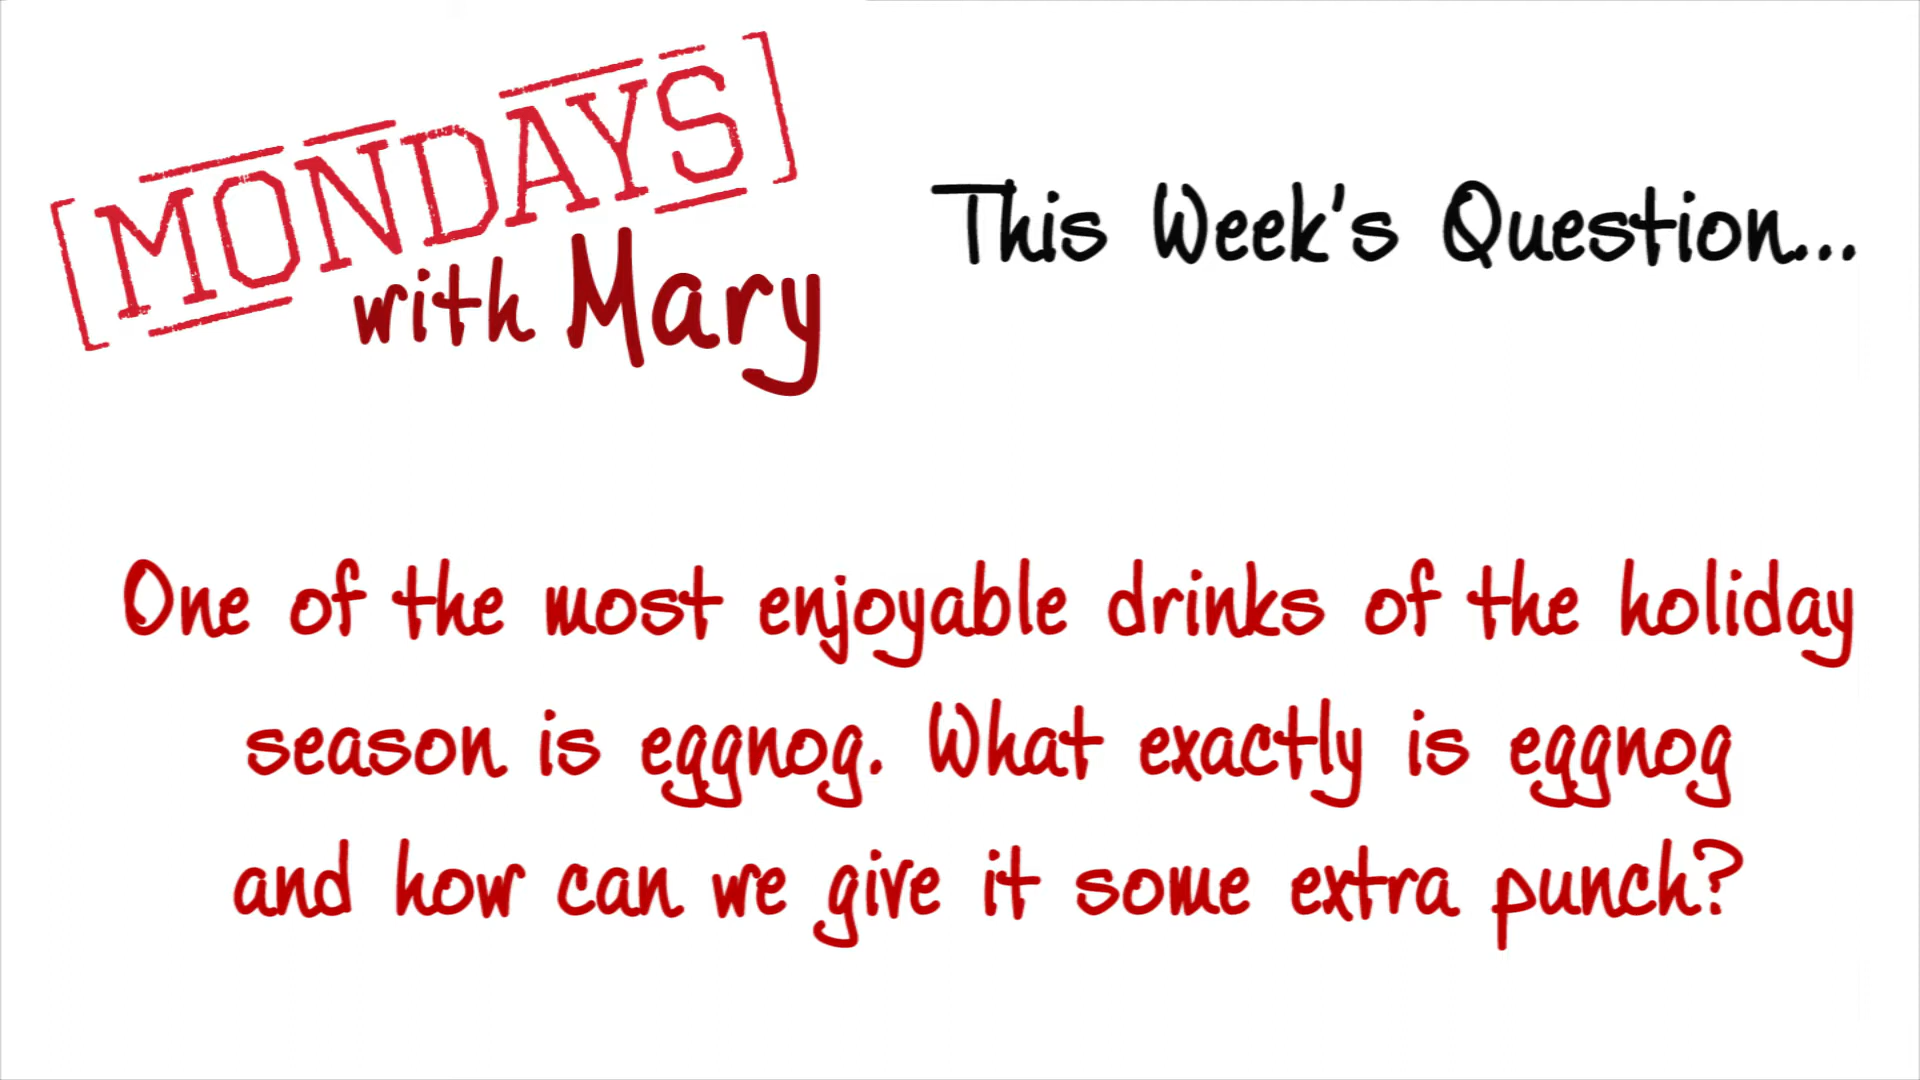 [MONDAYS]
with Mary
This Week's Question...
One of the most enjoyable drinks of the holiday
season is eggnog. What exactly is eggnog
and how can we give it some extra punch?